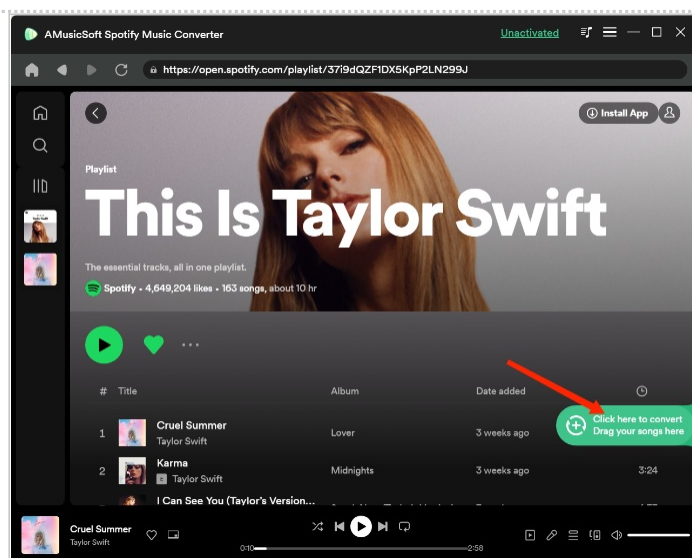 AMusicSoft Spotify Music Converter
Unactivated
https://open.spotify.com/playlist/37i9dQZF1DX5KpP2LN299J
Install App
Playlist
This Is Taylor Swift
The essential tracks, all in one playlist.
Spotify • 4,649,204 likes • 163 songs, about 10 hr
# Title Album Date added
Click here to convert
Drag your songs here
1 Cruel Summer Lover 3 weeks ago
Taylor Swift
2 Karma Midnights 3 weeks ago 3:24
E Taylor Swift
I Can See You (Taylor's Version...
Cruel Summer
Taylor Swift
0:10 2:58